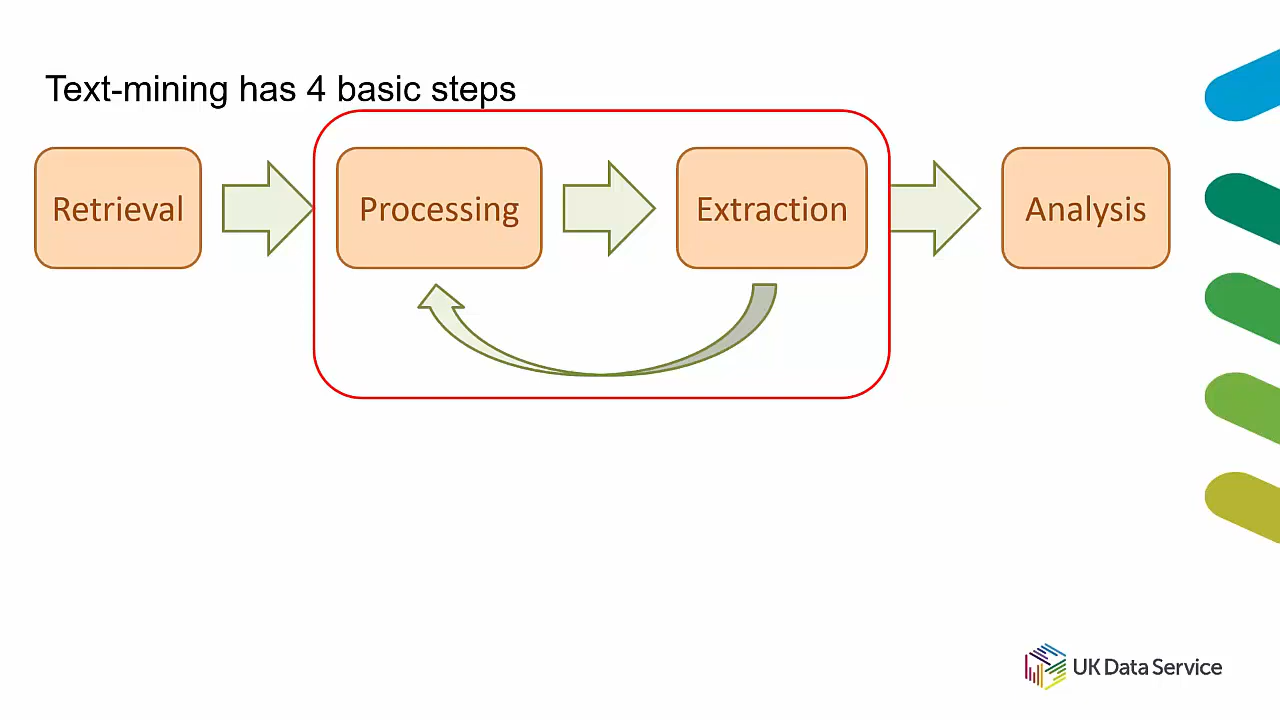 Text-mining has 4 basic steps
Retrieval
Processing
Extraction
Analysis
UK Data Service